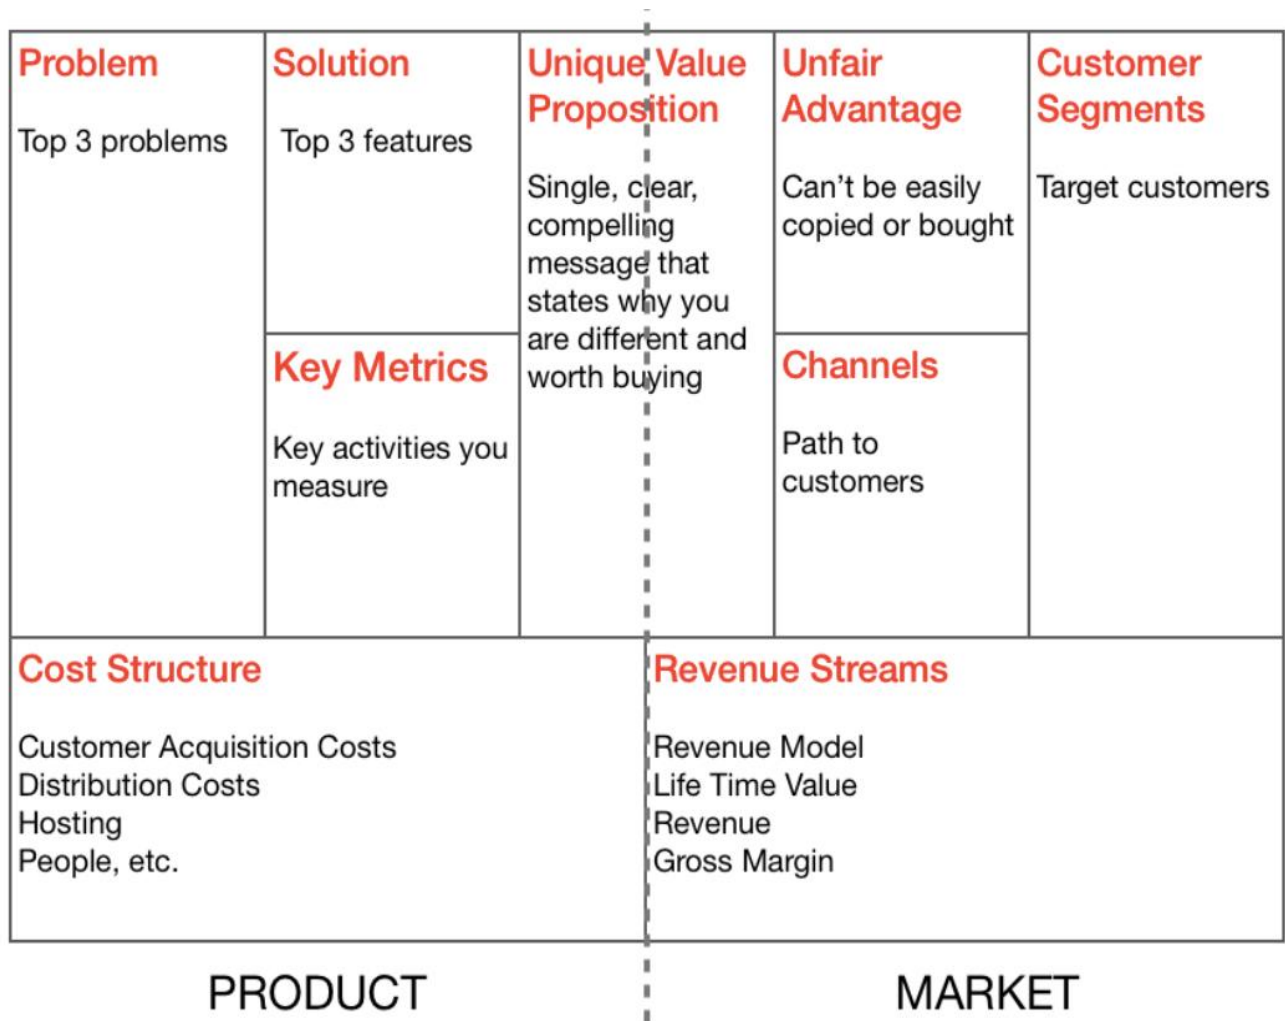 Problem
Top 3 problems
Solution
Top 3 features
Key Metrics
Key activities you
measure
Unique Value
Proposition
Single, clear,
compelling
message that
states why you
are different and
worth buying
Unfair
Advantage
Can't be easily
copied or bought
Channels
Path to
customers
Customer
Segments
Target customers
Cost Structure
Customer Acquisition Costs
Distribution Costs
Hosting
People, etc.
Revenue Streams
Revenue Model
Life Time Value
Revenue
Gross Margin
PRODUCT
MARKET